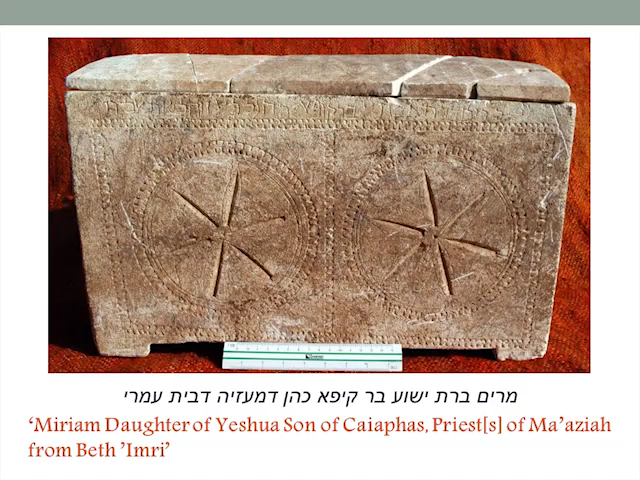 מרים ברת ישוע בר קיפא כהן דמעזיה דבית עמרי
‘Miriam Daughter of Yeshua Son of Caiaphas, Priest[s] of Ma’aziah
from Beth ’Imri’